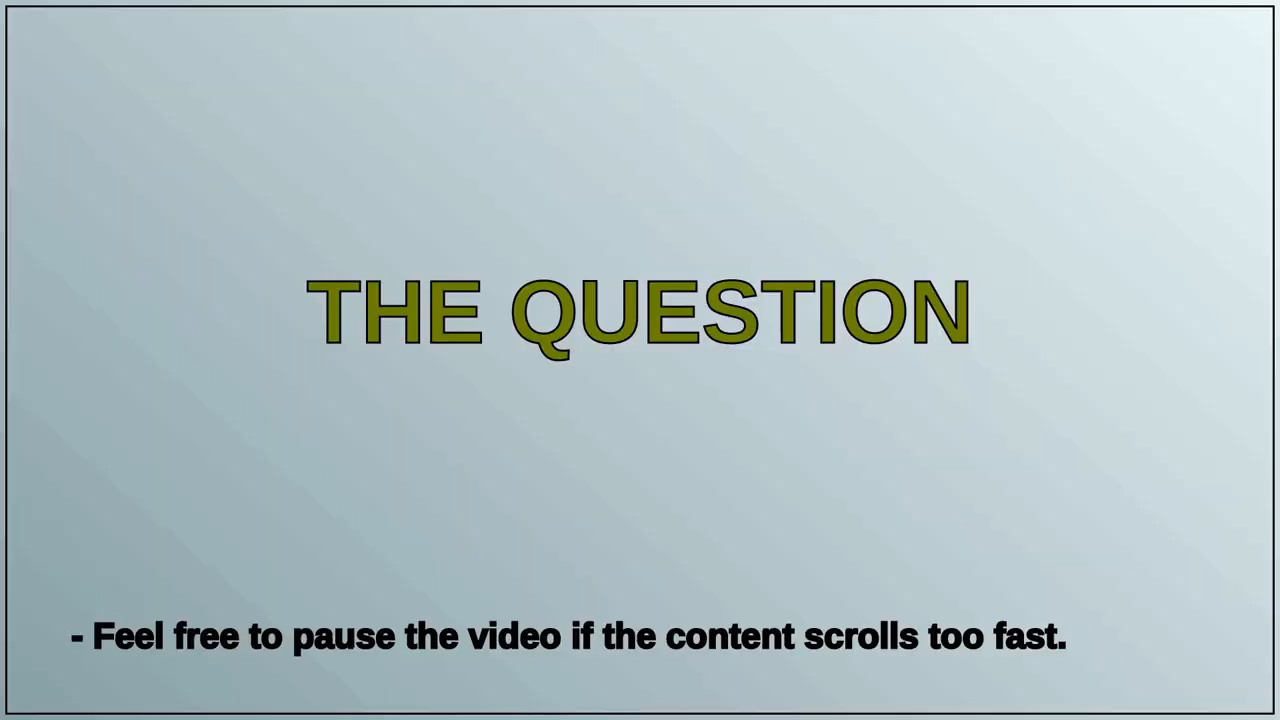 THE QUESTION
- Feel free to pause the video if the content scrolls too fast.